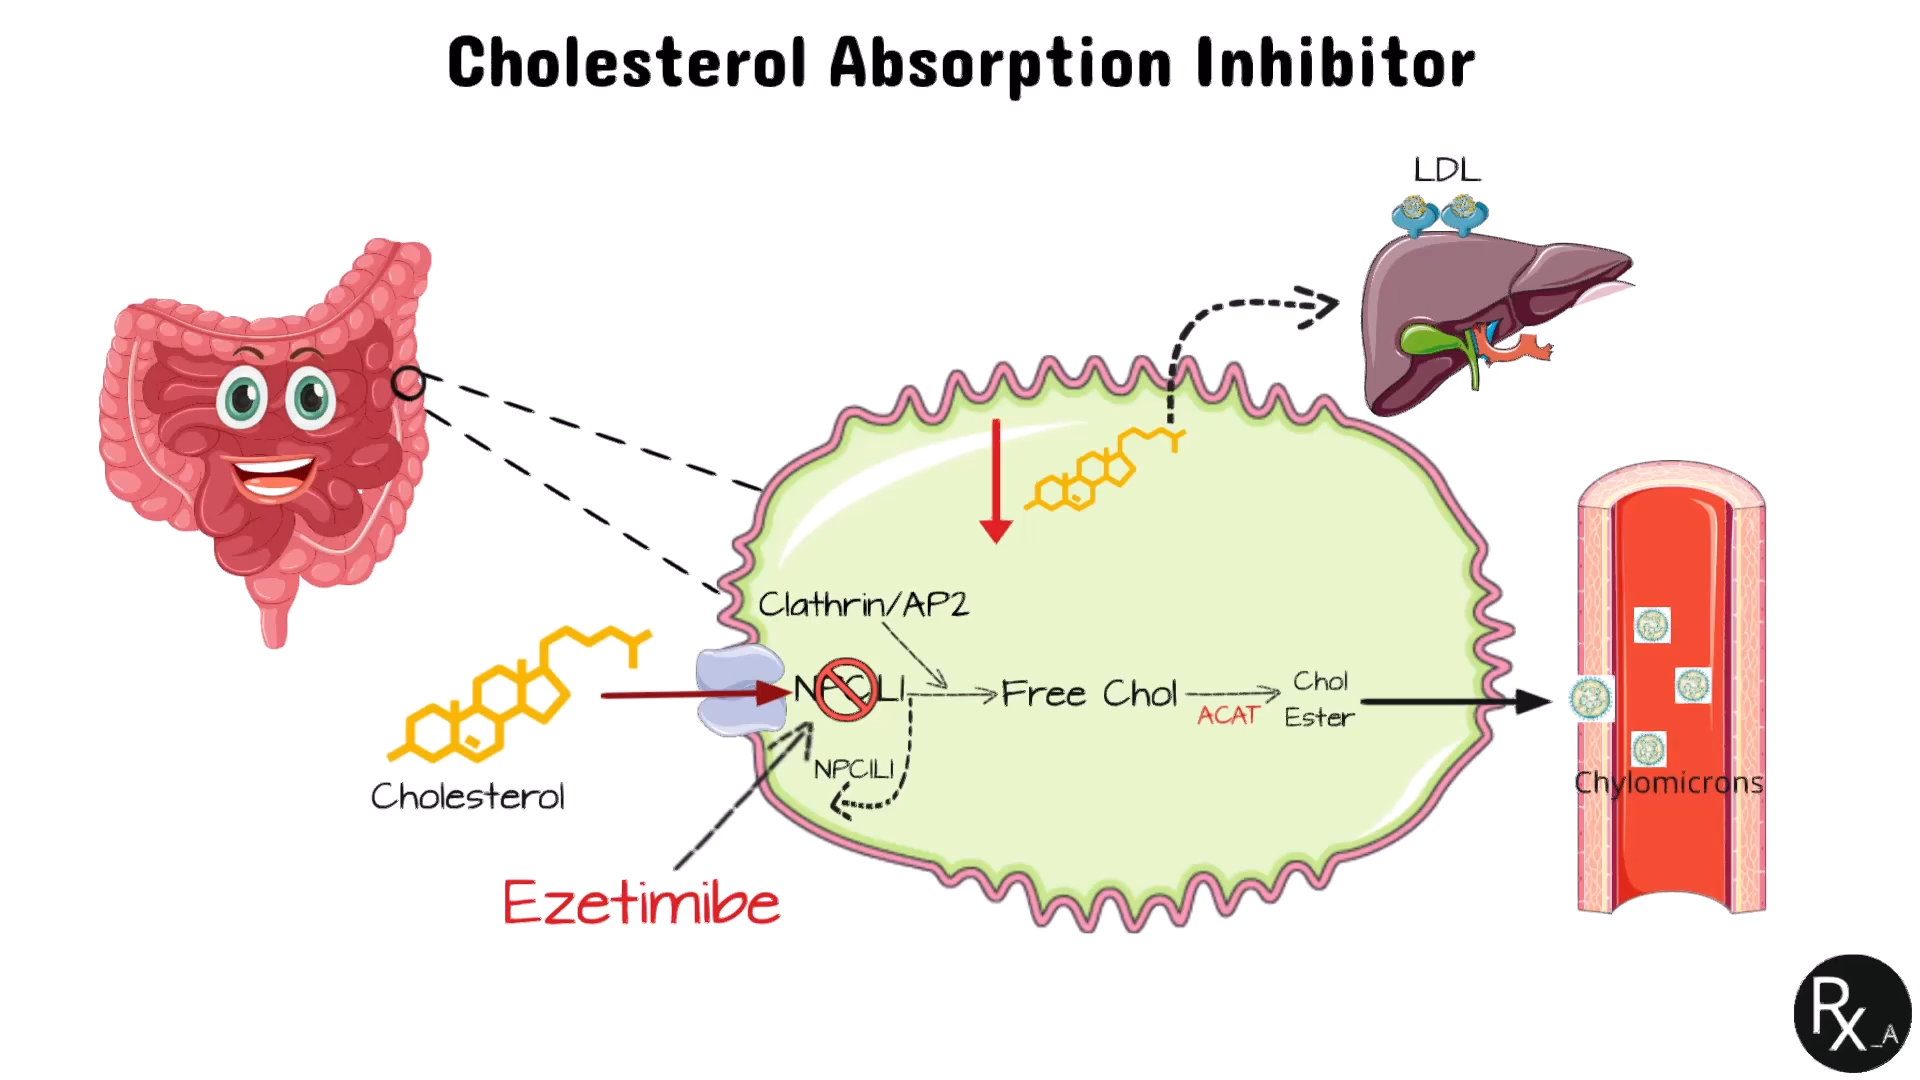 Cholesterol Absorption Inhibitor
LDL
Clathrin/AP2
NPC1L1
Free Chol
ACAT
Chol
Ester
NPC1L1
Cholesterol
Chylomicrons
Ezetimibe
Rx_A